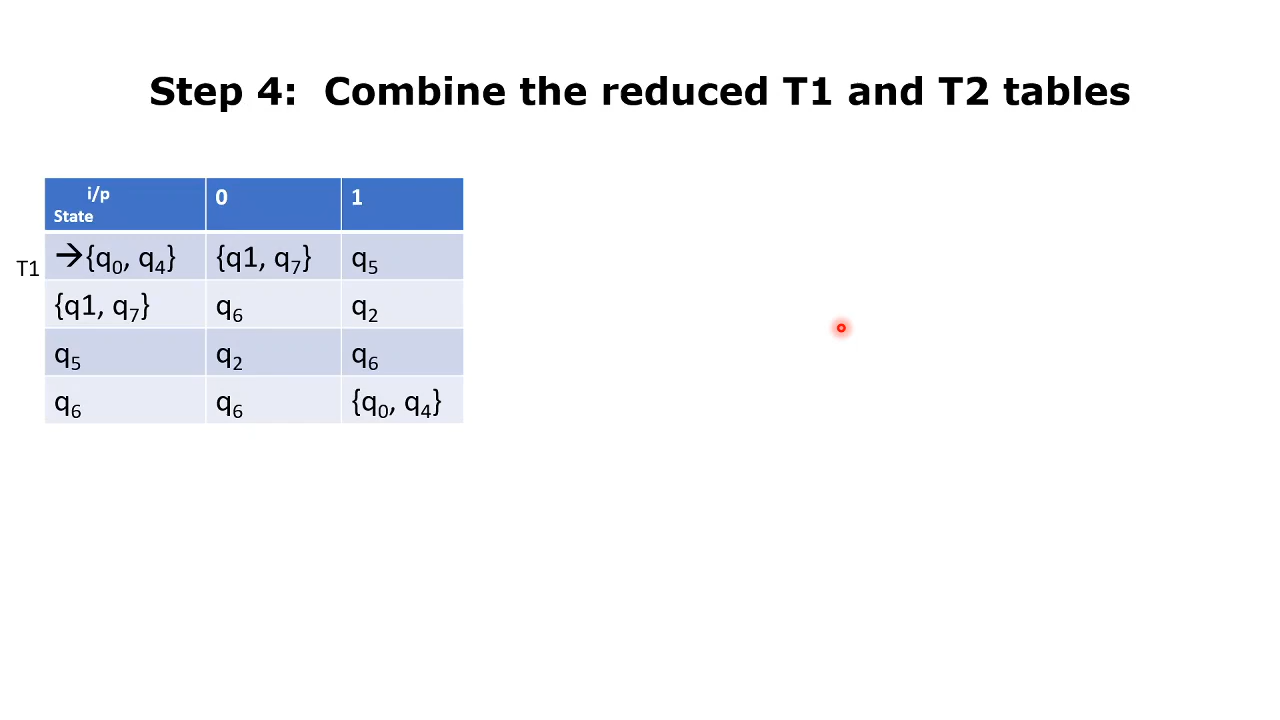 Step 4: Combine the reduced T1 and T2 tables
i/p
State 0 1
T1 →{q₀, q₄} {q1, q₇} q₅
{q1, q₇} q₆ q₂
q₅ q₂ q₆
q₆ q₆ {q₀, q₄}